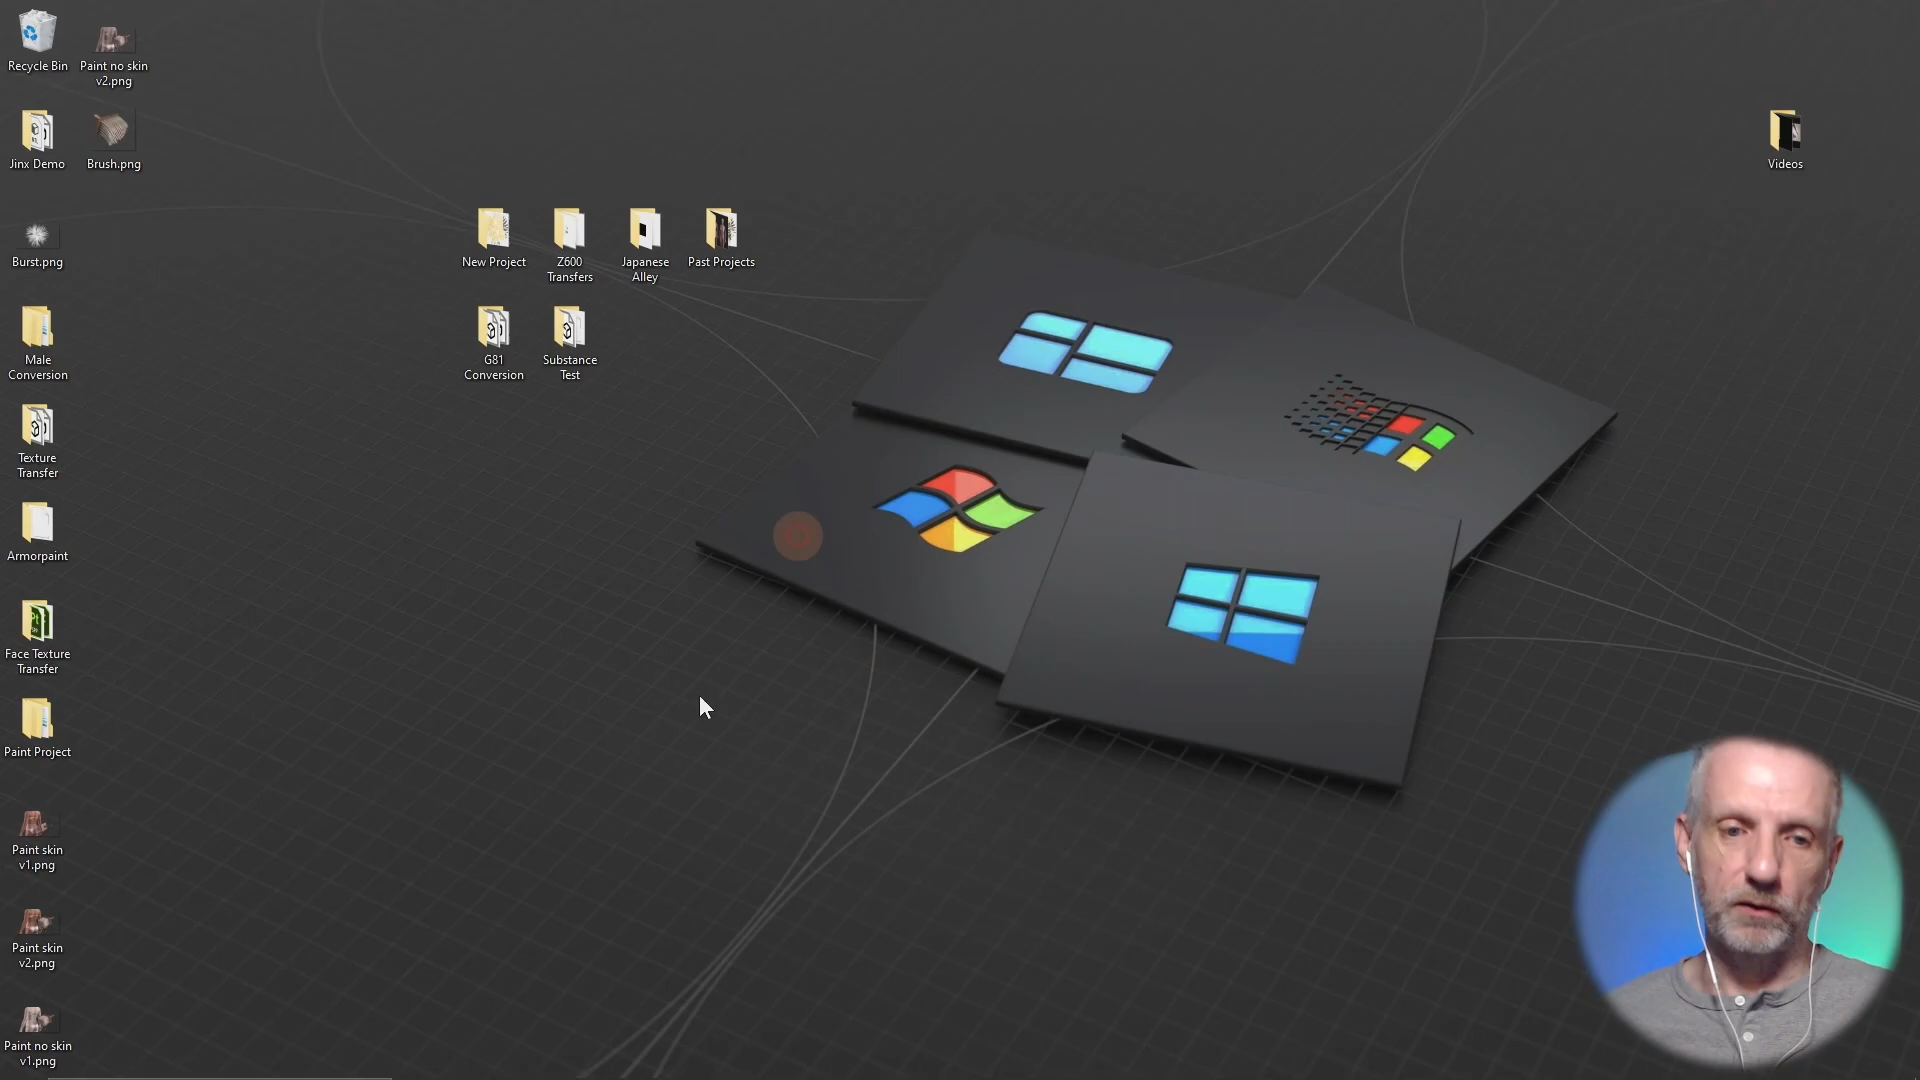 Recycle Bin
Paint no skin
v2.png
Jinx Demo
Brush.png
Videos
Burst.png
New Project
Z600
Transfers
Japanese
Alley
Past Projects
Male
Conversion
G81
Conversion
Substance
Test
Texture
Transfer
Armorpaint
Face Texture
Transfer
Paint Project
Paint skin
v1.png
Paint skin
v2.png
Paint no skin
v1.png